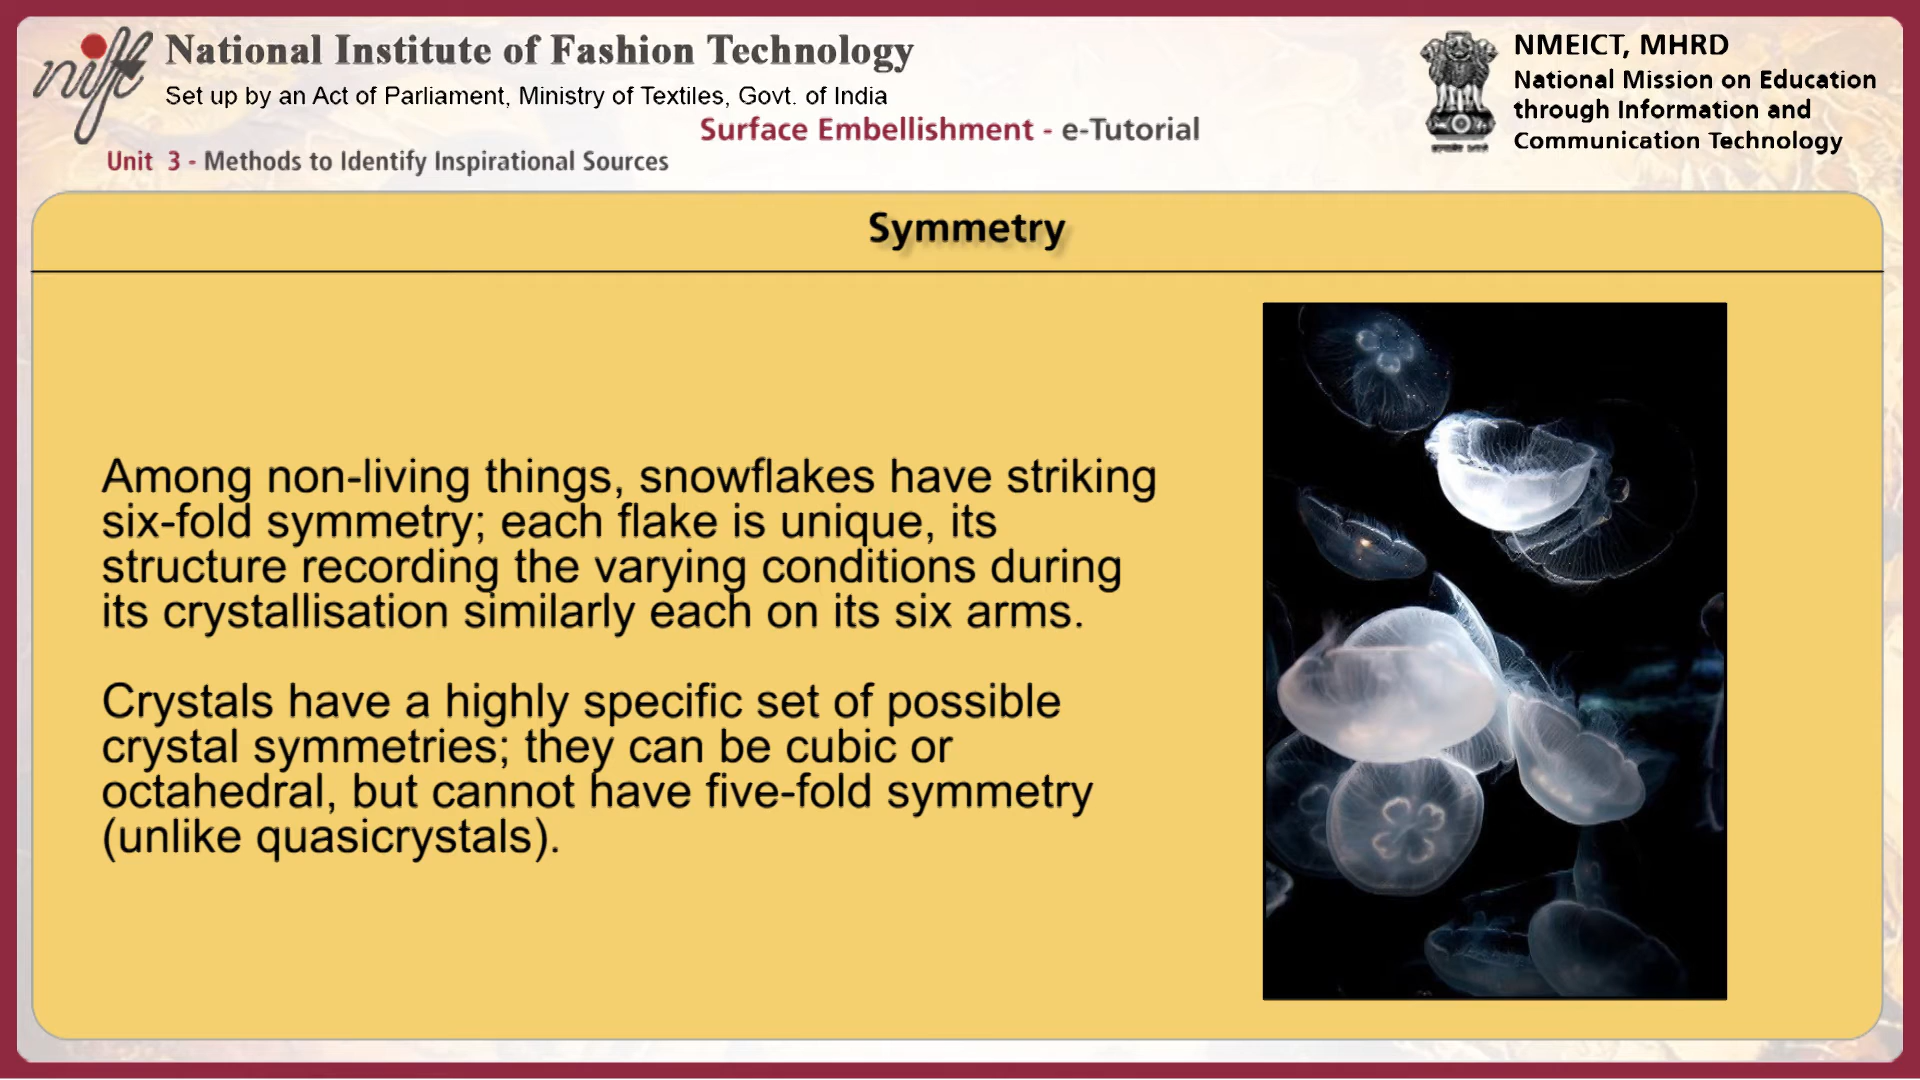 nift
National Institute of Fashion Technology
Set up by an Act of Parliament, Ministry of Textiles, Govt. of India
NMEICT, MHRD
National Mission on Education
through Information and
Communication Technology
Surface Embellishment - e-Tutorial
Unit 3 - Methods to Identify Inspirational Sources
Symmetry
Among non-living things, snowflakes have striking
six-fold symmetry; each flake is unique, its
structure recording the varying conditions during
its crystallisation similarly each on its six arms.
Crystals have a highly specific set of possible
crystal symmetries; they can be cubic or
octahedral, but cannot have five-fold symmetry
(unlike quasicrystals).